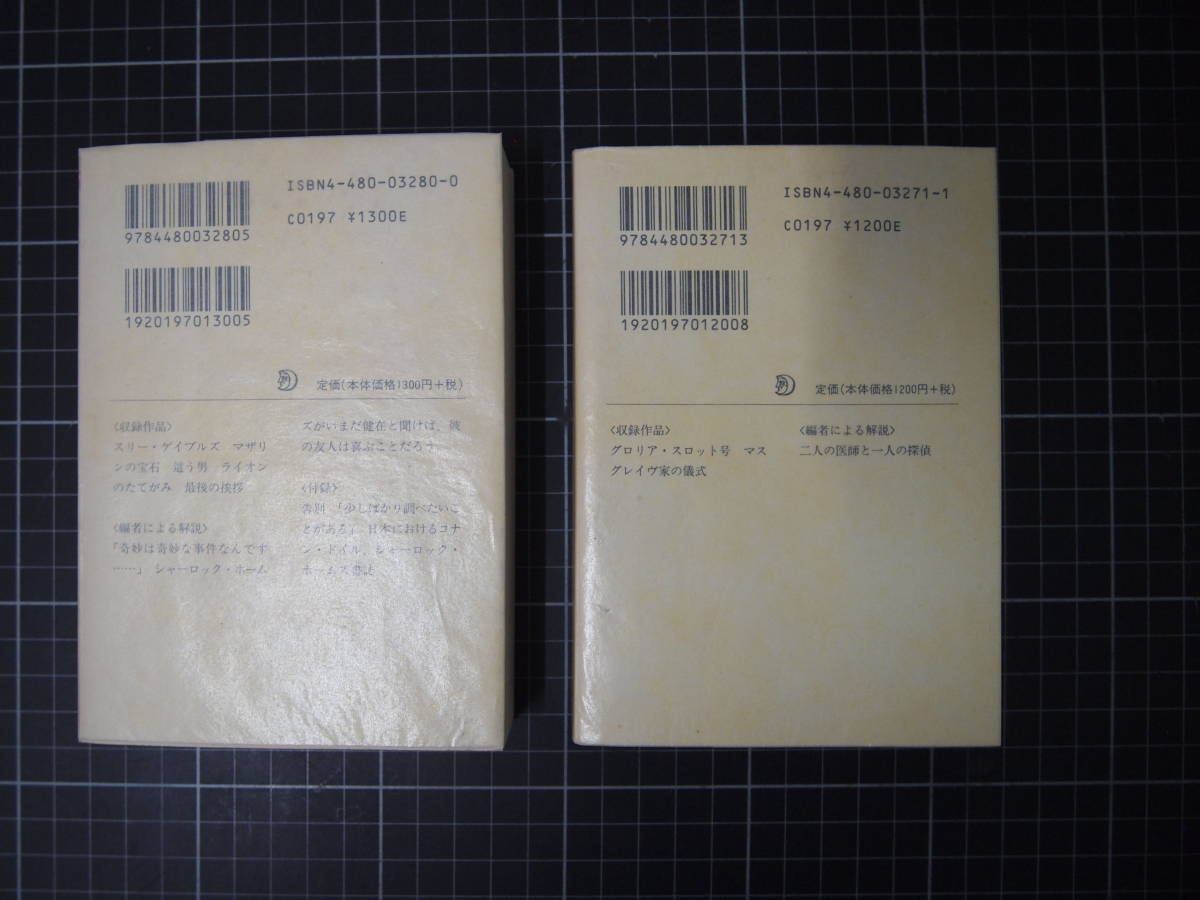 ISBN4-480-03280-0
C0197 ¥1300E
9784480032805
1920197013005
定価(本体価格1300円+税)
〈収録作品〉
スリー・ゲイブルズ　マザリ
ンの宝石　這う男　ライオン
のたてがみ　最後の挨拶
〈編者による解説〉
「奇妙は奇妙な事件なんです
……」　シャーロック・ホーム
ズがいまだ健在と聞けば、彼
の友人は喜ぶことだろう
〈付録〉
告別　「少しばかり調べたいこ
とがある」　日本におけるコナ
ン・ドイル、シャーロック・
ホームズ書誌
ISBN4-480-03271-1
C0197 ¥1200E
9784480032713
1920197012008
定価(本体価格1200円+税)
〈収録作品〉
グロリア・スロット号　マス
グレイヴ家の儀式
〈編者による解説〉
二人の医師と一人の探偵